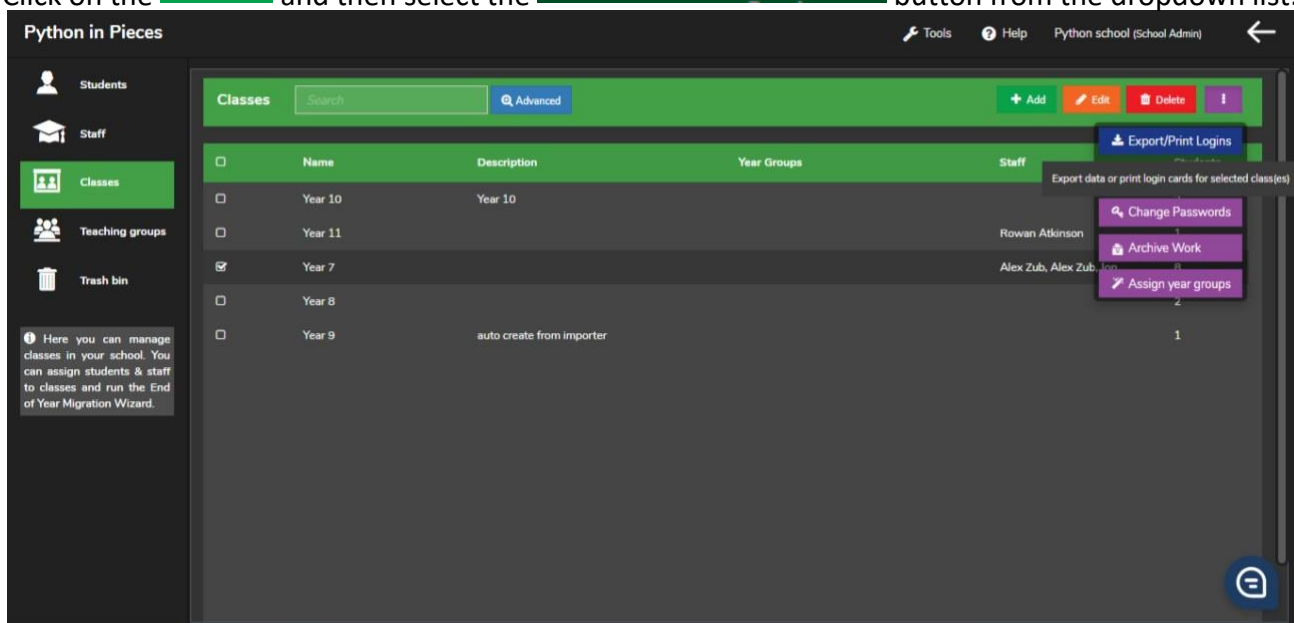 Click on the and then select the button from the dropdown list.
Python in Pieces
Tools Help Python school (School Admin)
Students
Staff
Classes
Teaching groups
Trash bin
Here you can manage
classes in your school. You
can assign students & staff
to classes and run the End
of Year Migration Wizard.
Classes Search Advanced + Add Edit Delete
Export/Print Logins
Name Description Year Groups Staff Students
Export data or print login cards for selected class(es)
Year 10 Year 10
Change Passwords
Year 11 Rowan Atkinson 1
Archive Work
Year 7 Alex Zub, Alex Zub, Jon 8
Assign year groups
Year 8 2
Year 9 auto create from importer 1